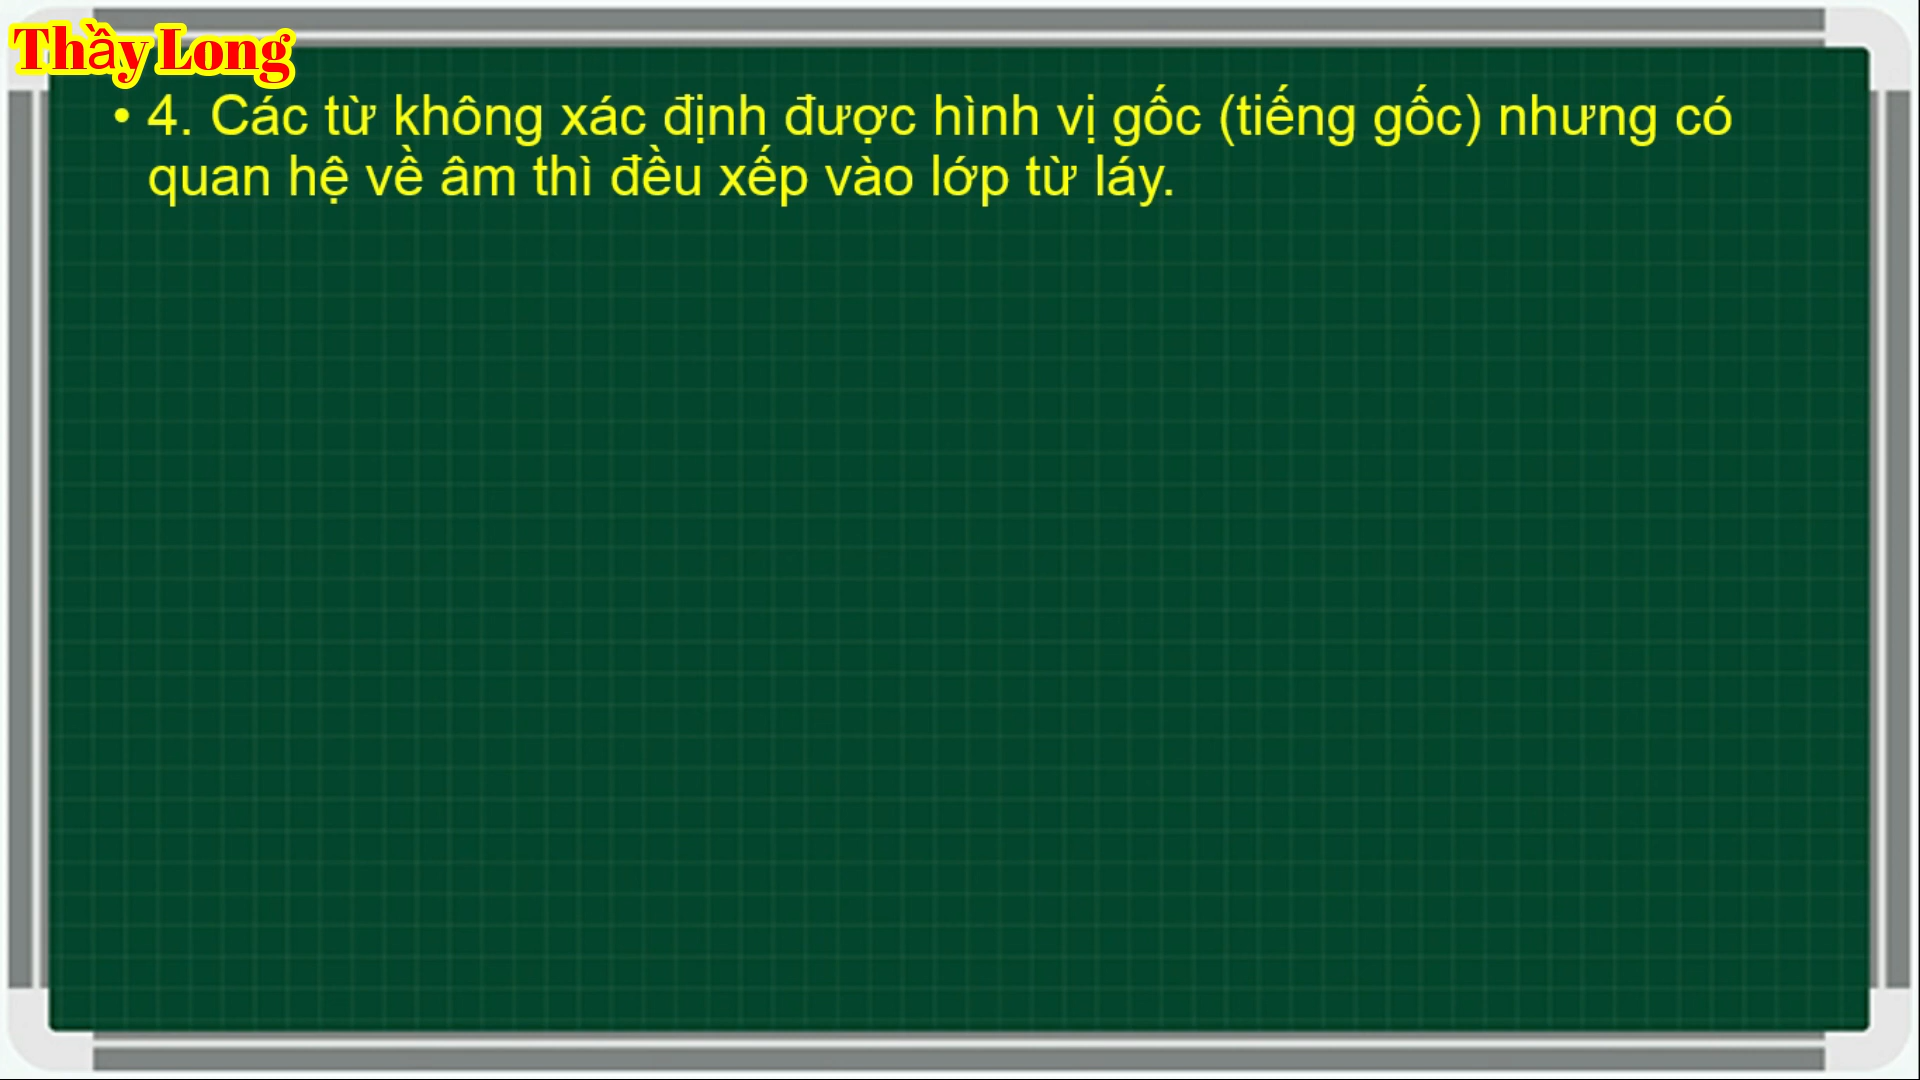 Thầy Long
• 4. Các từ không xác định được hình vị gốc (tiếng gốc) nhưng có
quan hệ về âm thì đều xếp vào lớp từ láy.